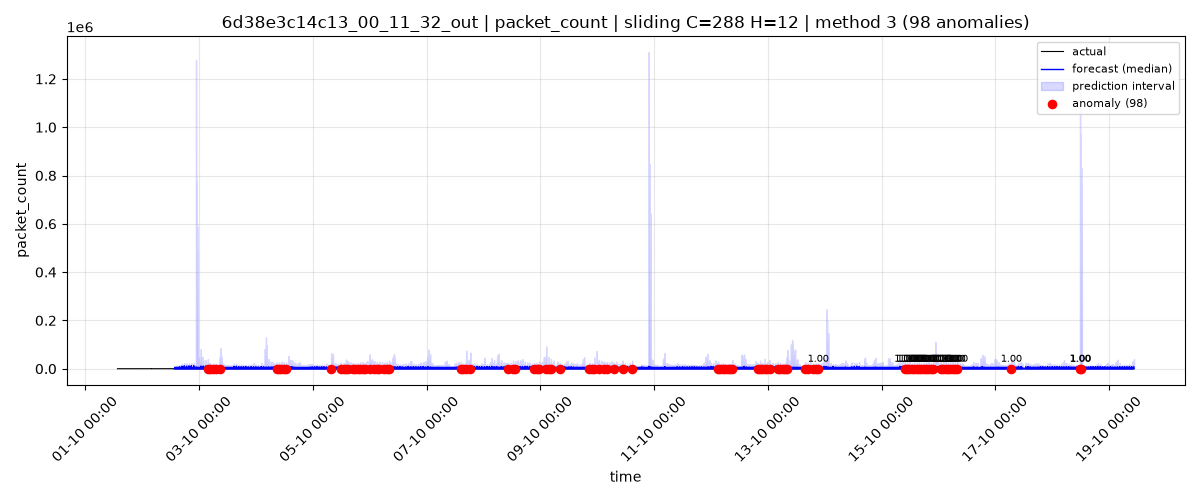 6d38e3c14c13_00_11_32_out | packet_count | sliding C=288 H=12 | method 3 (98 anomalies)
1e6
actual
forecast (median)
prediction interval
anomaly (98)
1.2
1.0
0.8
0.6
0.4
0.2
0.0
packet_count
1.00
1.00
1.00
01-10 00:00
03-10 00:00
05-10 00:00
07-10 00:00
09-10 00:00
11-10 00:00
13-10 00:00
15-10 00:00
17-10 00:00
19-10 00:00
time